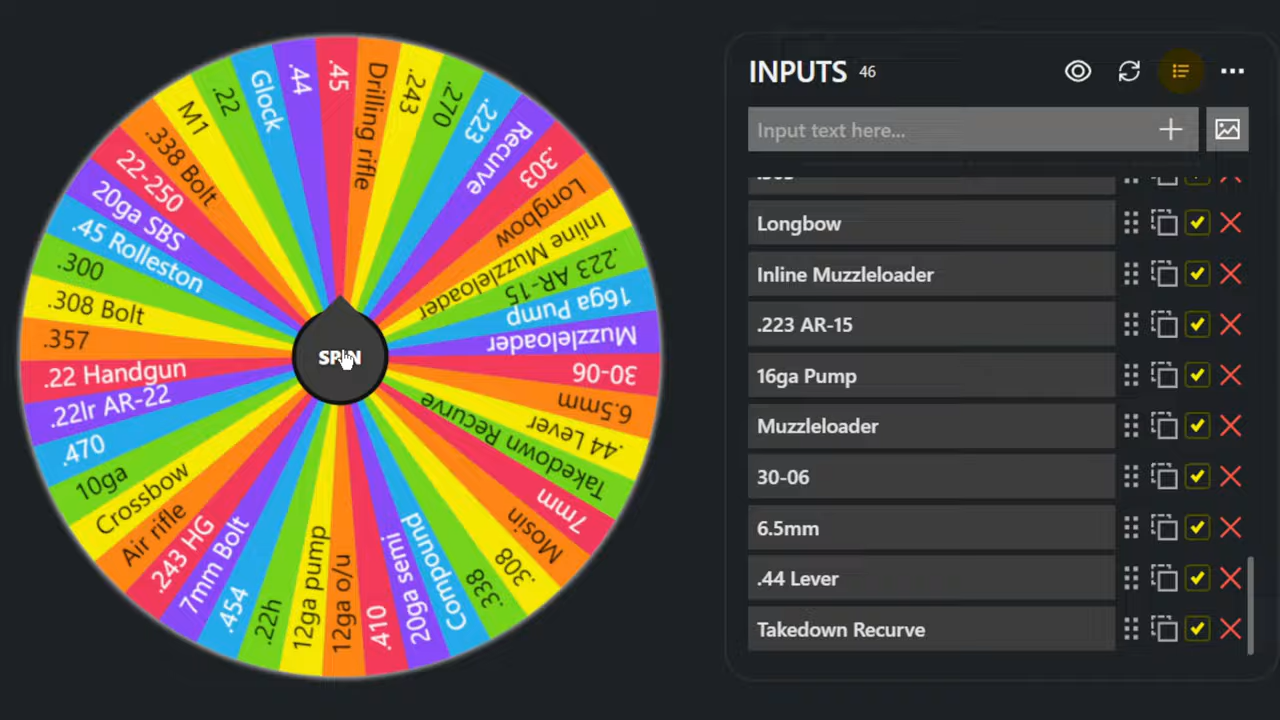 INPUTS 46
Input text here...
.303
Longbow
Inline Muzzleloader
.223 AR-15
16ga Pump
Muzzleloader
30-06
6.5mm
.44 Lever
Takedown Recurve
SPIN
.45
Drilling rifle
.243
.270
.223
Recurve
.303
Longbow
Inline Muzzleloader
.223 AR-15
16ga Pump
Muzzleloader
30-06
6.5mm
.44 Lever
Takedown Recurve
7mm
Mosin
.308
.338
Compound
20ga semi
.410
12ga o/n
12ga pump
.22h
.454
7mm Bolt
.243 HG
Air rifle
Crossbow
10ga
.470
.22lr AR-22
.22 Handgun
.357
.308 Bolt
.300
.45 Rolleston
20ga SBS
22-250
.338 Bolt
M1
.22
Glock
.44